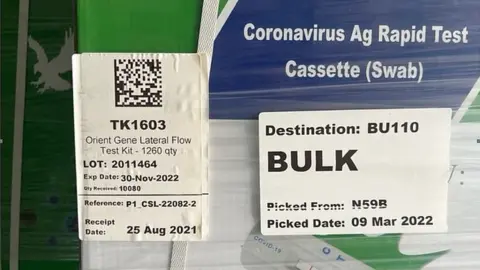 Coronavirus Ag Rapid Test
Cassette (Swab)
TK1603
Orient Gene Lateral Flow
Test Kit - 1260 qty
LOT: 2011464
Exp Date: 30-Nov-2022
Qty Received: 10080
Reference: P1_CSL-22082-2
Receipt
Date: 25 Aug 2021
Destination: BU110
BULK
Picked From: N59B
Picked Date: 09 Mar 2022
COVID-19